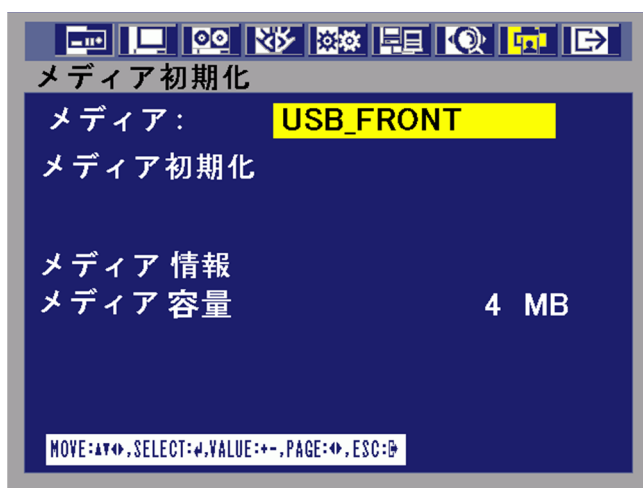 メディア初期化
メディア: USB_FRONT
メディア初期化
メディア 情報
メディア 容量 4 MB
MOVE:▲▼◀▶,SELECT:↲,VALUE:+-,PAGE:◀▶,ESC: